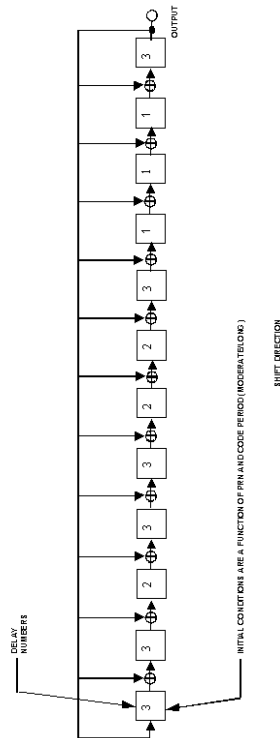 DELAY
NUMBERS
3 3 2 3 3 2 2 3 1 1 1 3
OUTPUT
INITIAL CONDITIONS ARE A FUNCTION OF PRN AND CODE PERIOD (MODERATE/LONG)
SHIFT DIRECTION